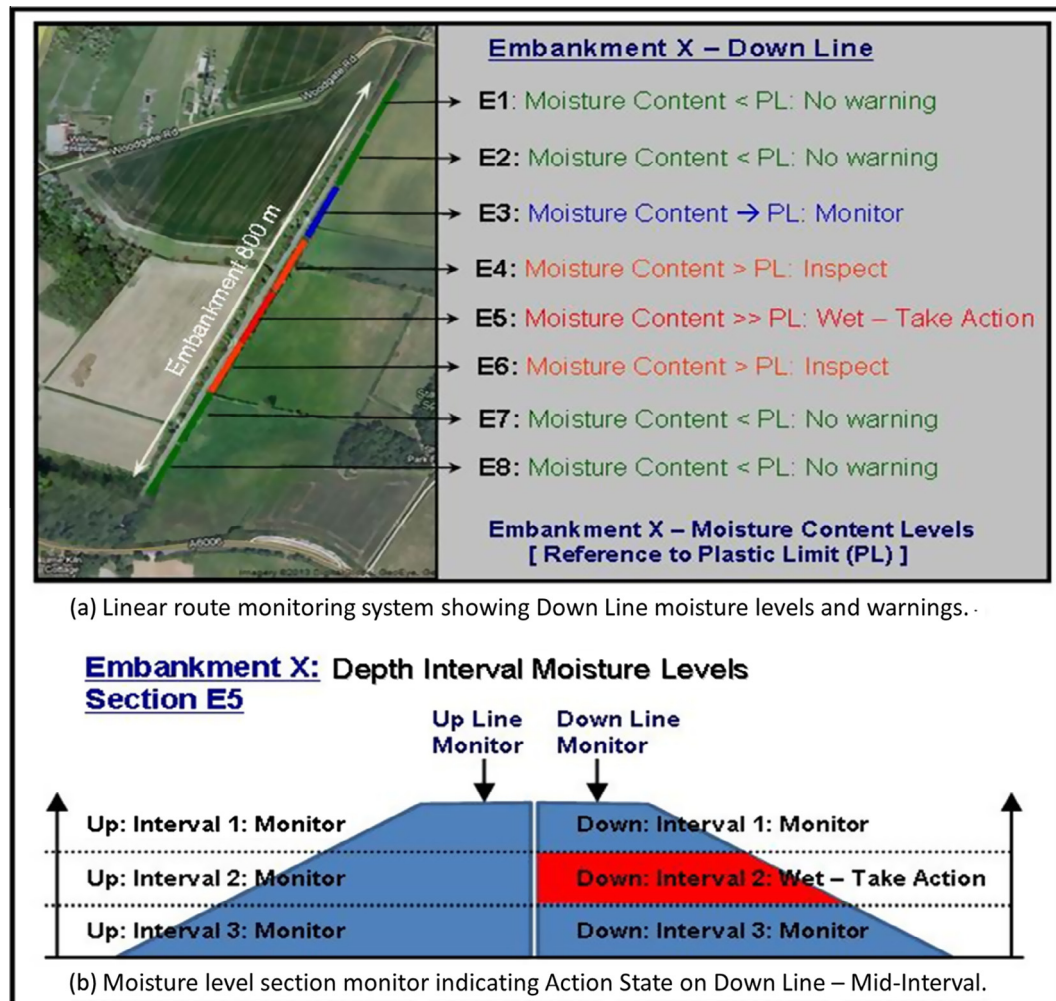 Embankment X – Down Line
Woodgate Rd
Woodgate Rd
Embankment 800 m
A6006
E1: Moisture Content < PL: No warning
E2: Moisture Content < PL: No warning
E3: Moisture Content → PL: Monitor
E4: Moisture Content > PL: Inspect
E5: Moisture Content >> PL: Wet – Take Action
E6: Moisture Content > PL: Inspect
E7: Moisture Content < PL: No warning
E8: Moisture Content < PL: No warning
Embankment X – Moisture Content Levels
[ Reference to Plastic Limit (PL) ]
(a) Linear route monitoring system showing Down Line moisture levels and warnings.
Embankment X: Depth Interval Moisture Levels
Section E5
Up Line
Monitor
Down Line
Monitor
Up: Interval 1: Monitor
Down: Interval 1: Monitor
Up: Interval 2: Monitor
Down: Interval 2: Wet – Take Action
Up: Interval 3: Monitor
Down: Interval 3: Monitor
(b) Moisture level section monitor indicating Action State on Down Line – Mid-Interval.